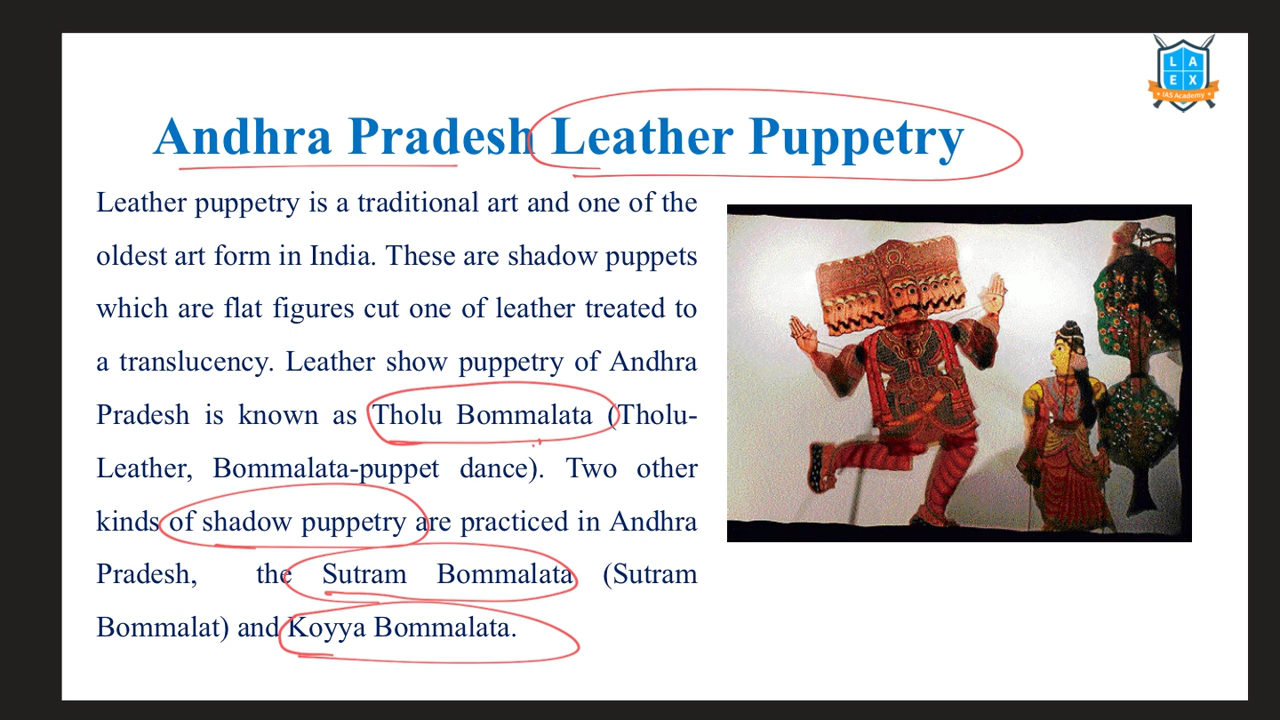 L A
E X
IAS Academy
Andhra Pradesh Leather Puppetry
Leather puppetry is a traditional art and one of the
oldest art form in India. These are shadow puppets
which are flat figures cut one of leather treated to
a translucency. Leather show puppetry of Andhra
Pradesh is known as Tholu Bommalata (Tholu-
Leather, Bommalata-puppet dance). Two other
kinds of shadow puppetry are practiced in Andhra
Pradesh, the Sutram Bommalata (Sutram
Bommalat) and Koyya Bommalata.